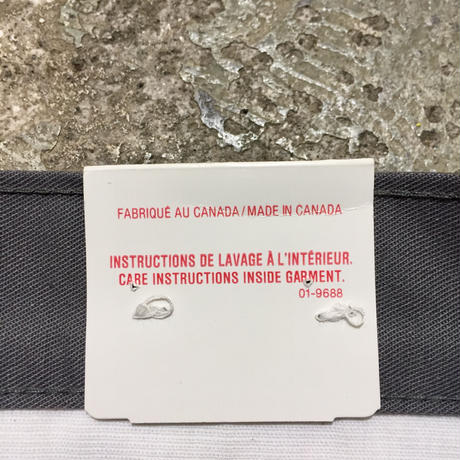 FABRIQUÉ AU CANADA/MADE IN CANADA
INSTRUCTIONS DE LAVAGE À L'INTÉRIEUR.
CARE INSTRUCTIONS INSIDE GARMENT.
01-9688